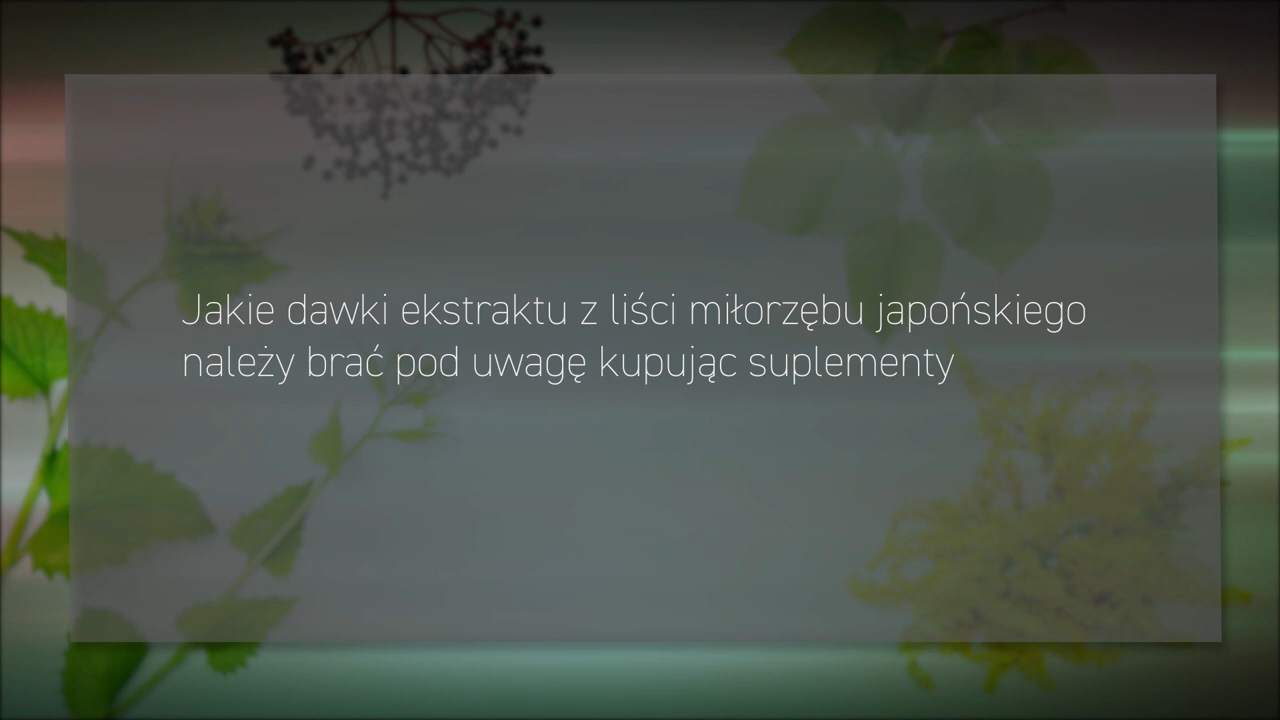 Jakie dawki ekstraktu z liści miłorzębu japońskiego
należy brać pod uwagę kupując suplementy